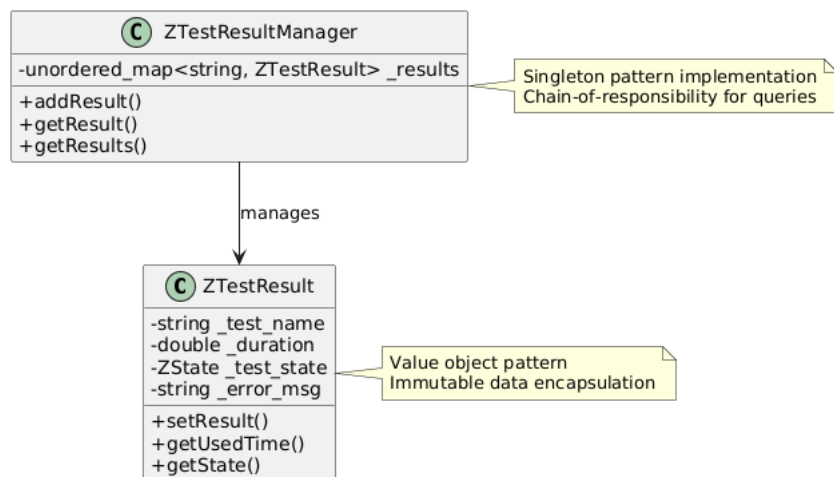 C ZTestResultManager
-unordered_map<string, ZTestResult> _results
+addResult()
+getResult()
+getResults()
Singleton pattern implementation
Chain-of-responsibility for queries
manages
C ZTestResult
-string _test_name
-double _duration
-ZState _test_state
-string _error_msg
+setResult()
+getUsedTime()
+getState()
Value object pattern
Immutable data encapsulation